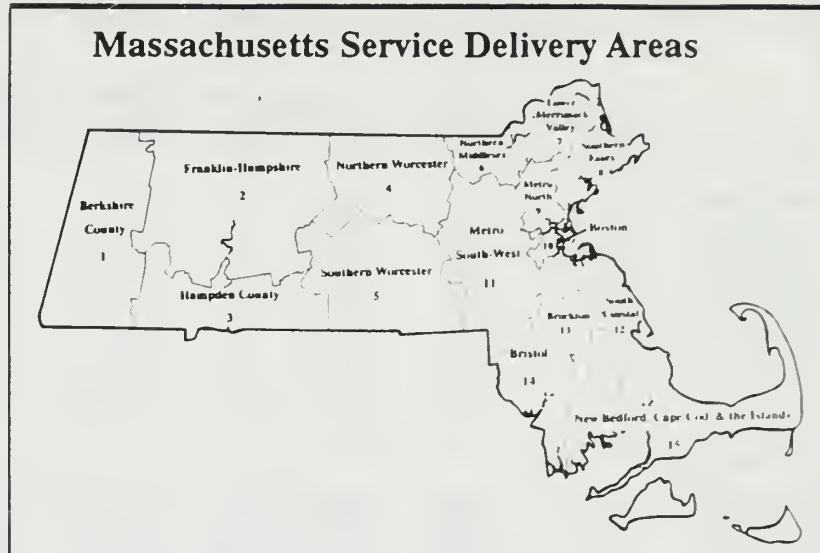 Massachusetts Service Delivery Areas
Lower
Merrimack
Valley
7
Northern
Middlesex
6
Southern
Essex
8
Franklin-Hampshire
2
Northern Worcester
4
Metro
North
9
Berkshire
County
1
Metro
South-West
11
Boston
10
Southern Worcester
5
Hampden County
3
Brockton
13
South
Coastal
12
Bristol
14
New Bedford, Cape Cod & the Islands
15